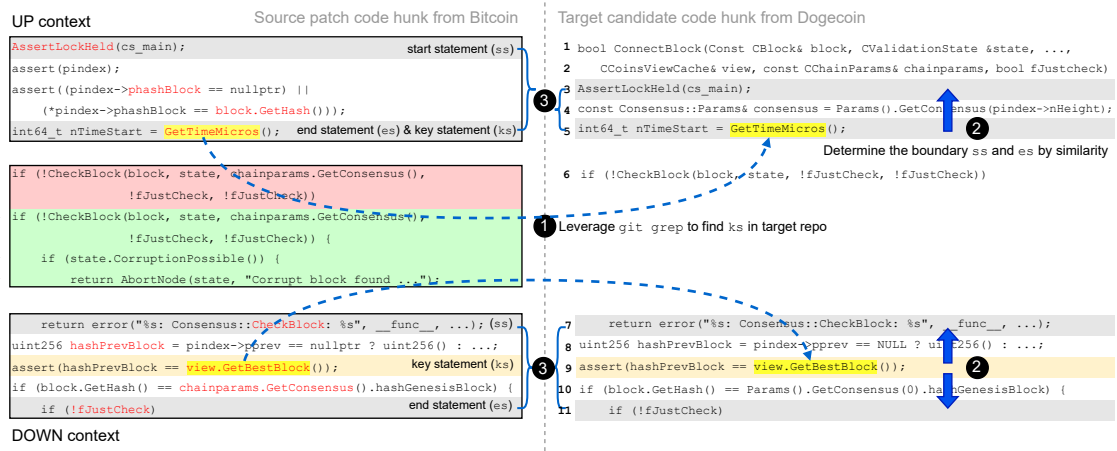 UP context
Source patch code hunk from Bitcoin
AssertLockHeld(cs_main);
start statement (ss)
assert(pindex);
assert((pindex->phashBlock == nullptr) ||
(*pindex->phashBlock == block.GetHash()));
int64_t nTimeStart = GetTimeMicros();
end statement (es) & key statement (ks)
if (!CheckBlock(block, state, chainparams.GetConsensus(),
!fJustCheck, !fJustCheck))
if (!CheckBlock(block, state, chainparams.GetConsensus(),
!fJustCheck, !fJustCheck)) {
if (state.CorruptionPossible()) {
return AbortNode(state, "Corrupt block found ...");
return error("%s: Consensus::CheckBlock: %s", __func__, ...); (ss)
uint256 hashPrevBlock = pindex->pprev == nullptr ? uint256() : ...;
assert(hashPrevBlock == view.GetBestBlock());
key statement (ks)
if (block.GetHash() == chainparams.GetConsensus().hashGenesisBlock) {
if (!fJustCheck)
end statement (es)
DOWN context
3
1
3
Target candidate code hunk from Dogecoin
1 bool ConnectBlock(Const CBlock& block, CValidationState &state, ...,
2 CCoinsViewCache& view, const CChainParams& chainparams, bool fJustcheck)
3 AssertLockHeld(cs_main);
4 const Consensus::Params& consensus = Params().GetConsensus(pindex->nHeight);
5 int64_t nTimeStart = GetTimeMicros();
2
Determine the boundary ss and es by similarity
6 if (!CheckBlock(block, state, !fJustCheck, !fJustCheck))
Leverage git grep to find ks in target repo
7 return error("%s: Consensus::CheckBlock: %s", __func__, ...);
8 uint256 hashPrevBlock = pindex->pprev == NULL ? uint256() : ...;
9 assert(hashPrevBlock == view.GetBestBlock());
2
10 if (block.GetHash() == Params().GetConsensus(0).hashGenesisBlock) {
11 if (!fJustCheck)